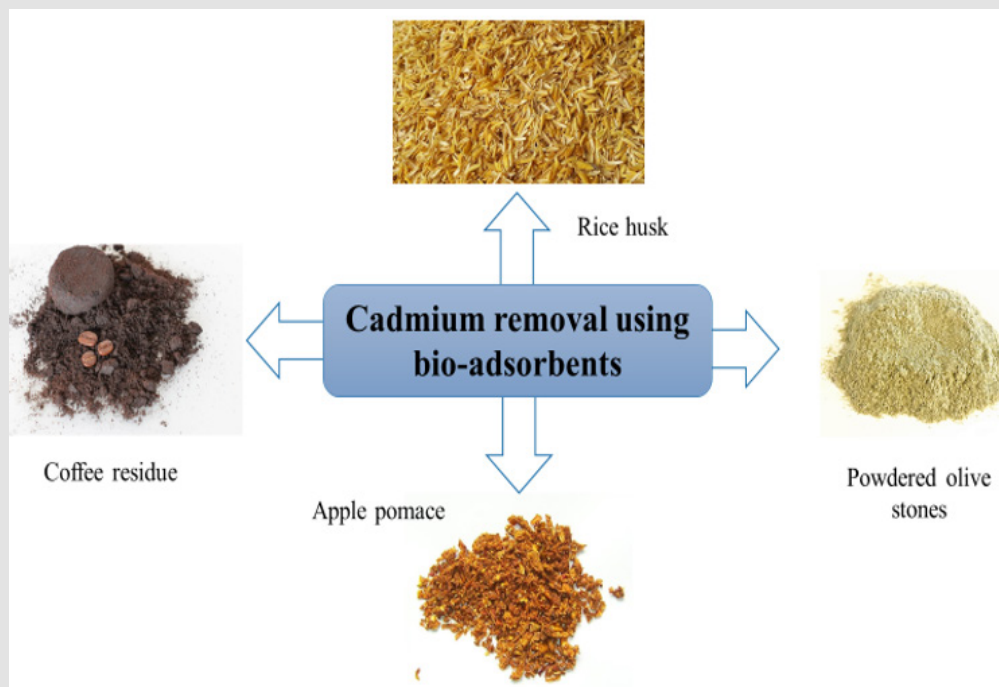 Rice husk
Cadmium removal using
bio-adsorbents
Coffee residue
Powdered olive
stones
Apple pomace